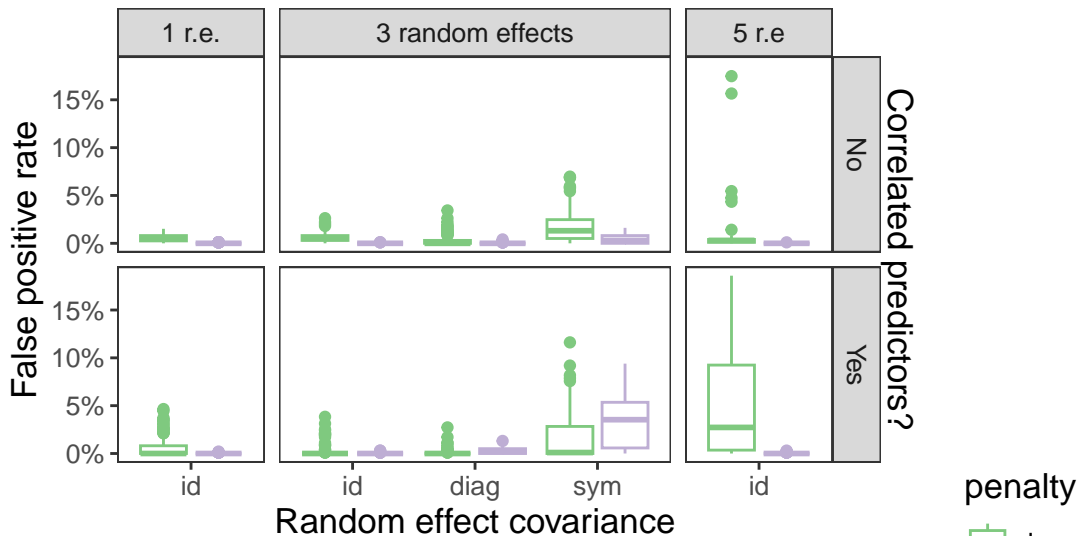 1 r.e. 3 random effects 5 r.e
False positive rate
15%
10%
5%
0%
No
15%
10%
5%
0%
Yes
Correlated predictors?
id id diag sym id
Random effect covariance
penalty